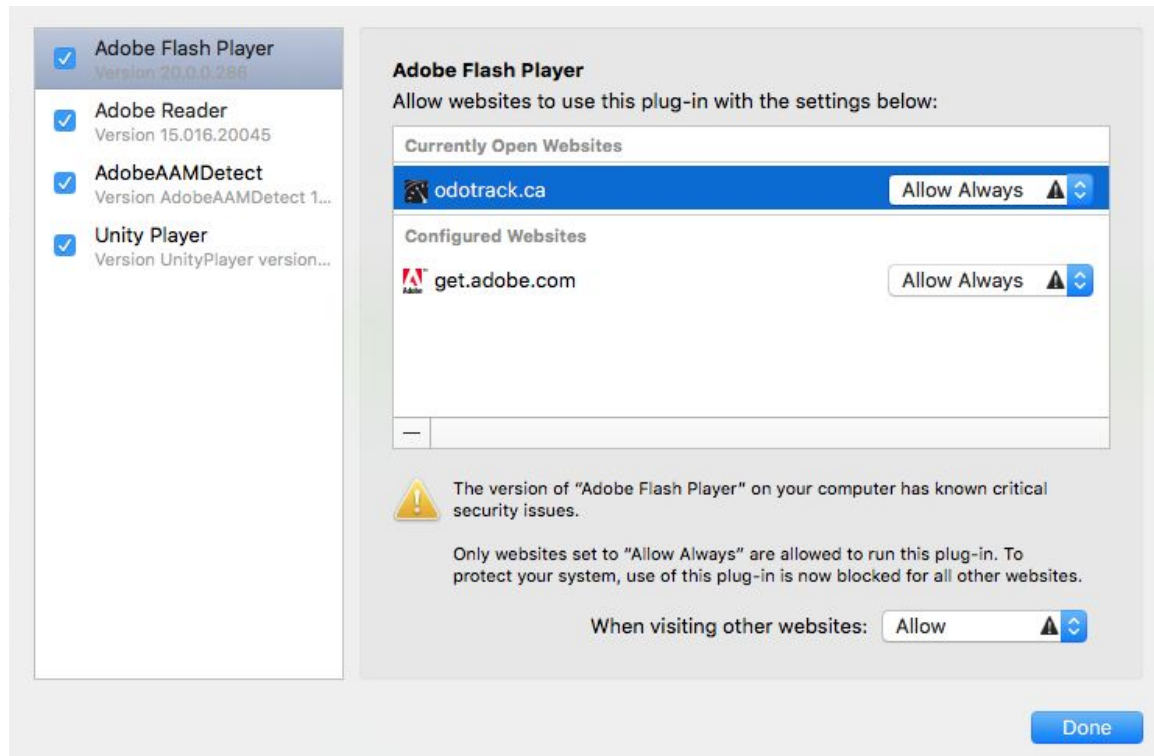 Adobe Flash Player
Version 20.0.0.286
Adobe Reader
Version 15.016.20045
AdobeAAMDetect
Version AdobeAAMDetect 1...
Unity Player
Version UnityPlayer version...
Adobe Flash Player
Allow websites to use this plug-in with the settings below:
Currently Open Websites
odotrack.ca Allow Always
Configured Websites
Adobe get.adobe.com Allow Always
The version of “Adobe Flash Player” on your computer has known critical
security issues.
Only websites set to “Allow Always” are allowed to run this plug-in. To
protect your system, use of this plug-in is now blocked for all other websites.
When visiting other websites: Allow
Done